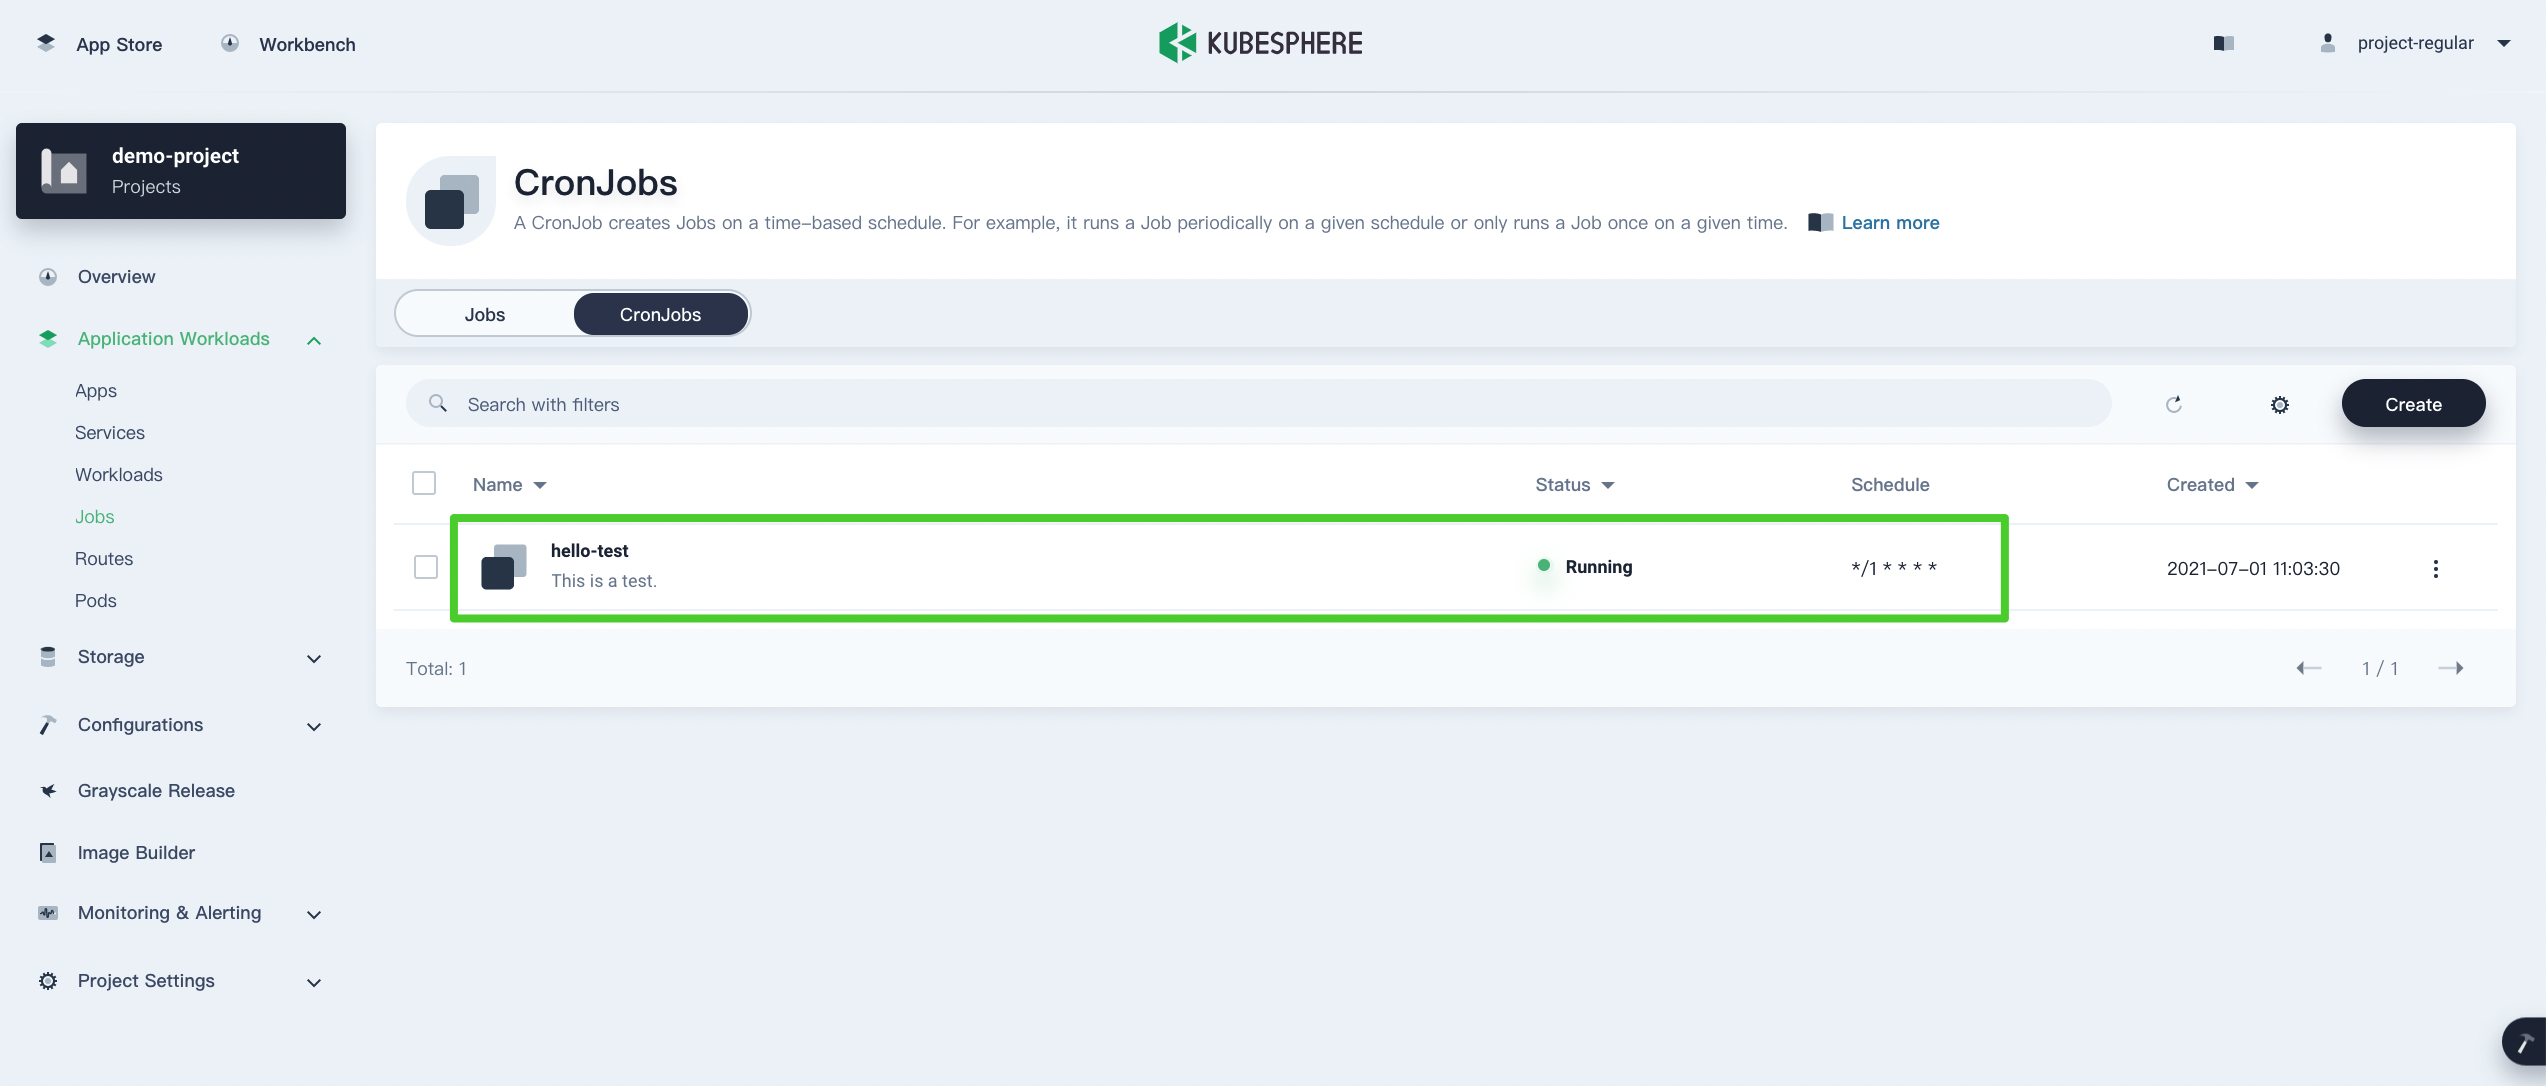 App Store
Workbench
KUBESPHERE
project-regular
demo-project
Projects
Overview
Application Workloads
Apps
Services
Workloads
Jobs
Routes
Pods
Storage
Configurations
Grayscale Release
Image Builder
Monitoring & Alerting
Project Settings
CronJobs
A CronJob creates Jobs on a time-based schedule. For example, it runs a Job periodically on a given schedule or only runs a Job once on a given time. Learn more
Jobs CronJobs
Search with filters
Create
Name Status Schedule Created
hello-test
This is a test.
Running
*/1 * * * *
2021-07-01 11:03:30
Total: 1
1 / 1